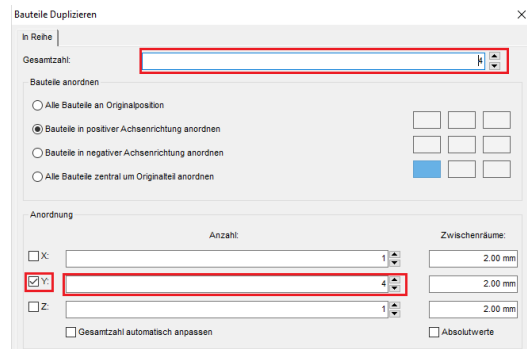 Bauteile Duplizieren
In Reihe
Gesamtzahl: 4
Bauteile anordnen
Alle Bauteile an Originalposition
Bauteile in positiver Achsenrichtung anordnen
Bauteile in negativer Achsenrichtung anordnen
Alle Bauteile zentral um Originalteil anordnen
Anordnung
Anzahl: Zwischenräume:
X: 1 2.00 mm
Y: 4 2.00 mm
Z: 1 2.00 mm
Gesamtzahl automatisch anpassen Absolutwerte